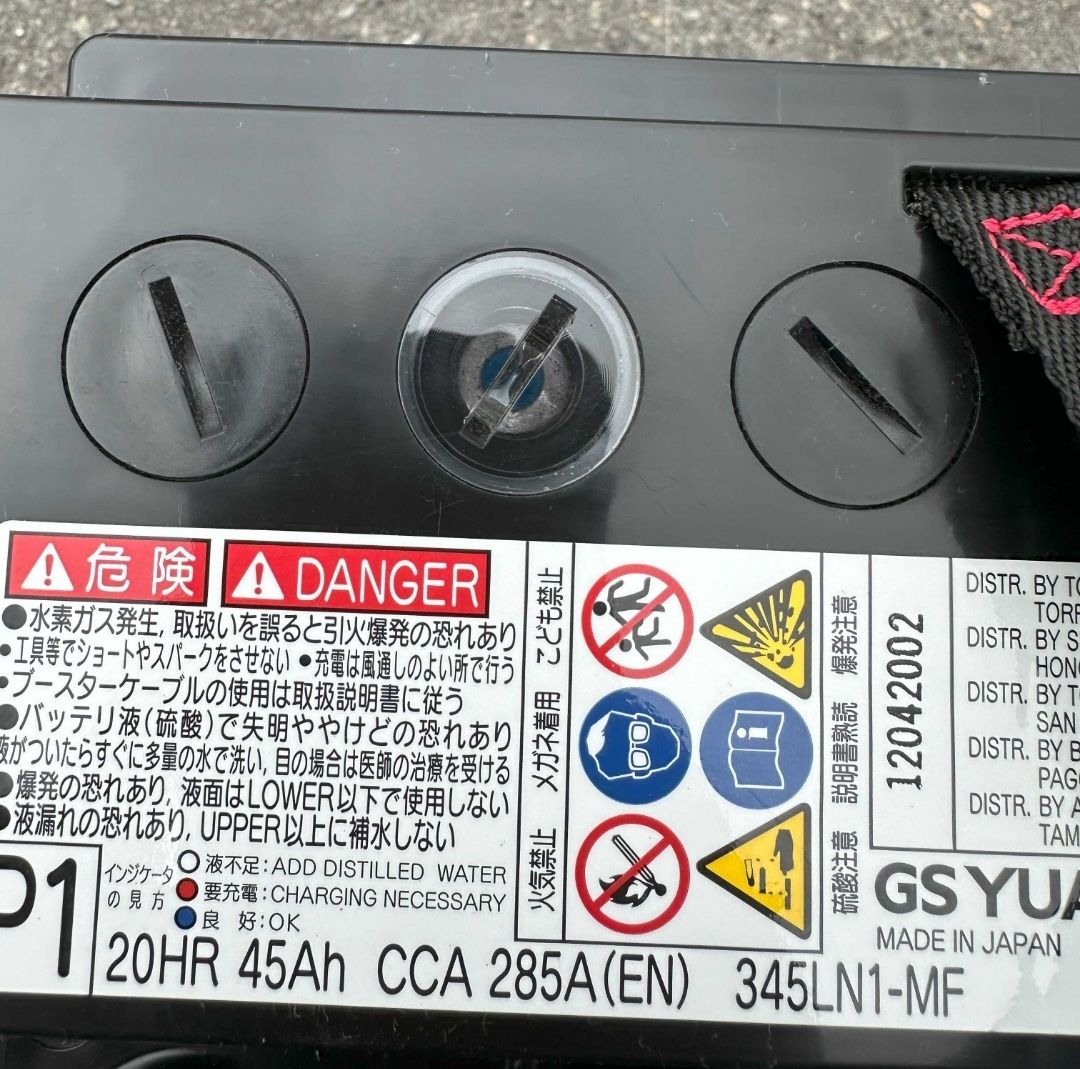 危険
DANGER
●水素ガス発生, 取扱いを誤ると引火爆発の恐れあり
・工具等でショートやスパークをさせない ●充電は風通しのよい所で行う
・ブースターケーブルの使用は取扱説明書に従う
●バッテリ液(硫酸)で失明ややけどの恐れあり
液がついたらすぐに多量の水で洗い, 目の場合は医師の治療を受ける
●爆発の恐れあり, 液面はLOWER以下で使用しない
●液漏れの恐れあり, UPPER以上に補水しない
P1
インジケータの見方
液不足:ADD DISTILLED WATER
要充電:CHARGING NECESSARY
良 好:OK
こども禁止
メガネ着用
火気禁止
爆発注意
説明書熟読
硫酸注意
12042002
DISTR. BY TO
TORR
DISTR. BY S
HONG
DISTR. BY T
SAN
DISTR. BY B
PAG
DISTR. BY A
TAM
GS YUA
MADE IN JAPAN
20HR 45Ah CCA 285A(EN) 345LN1-MF